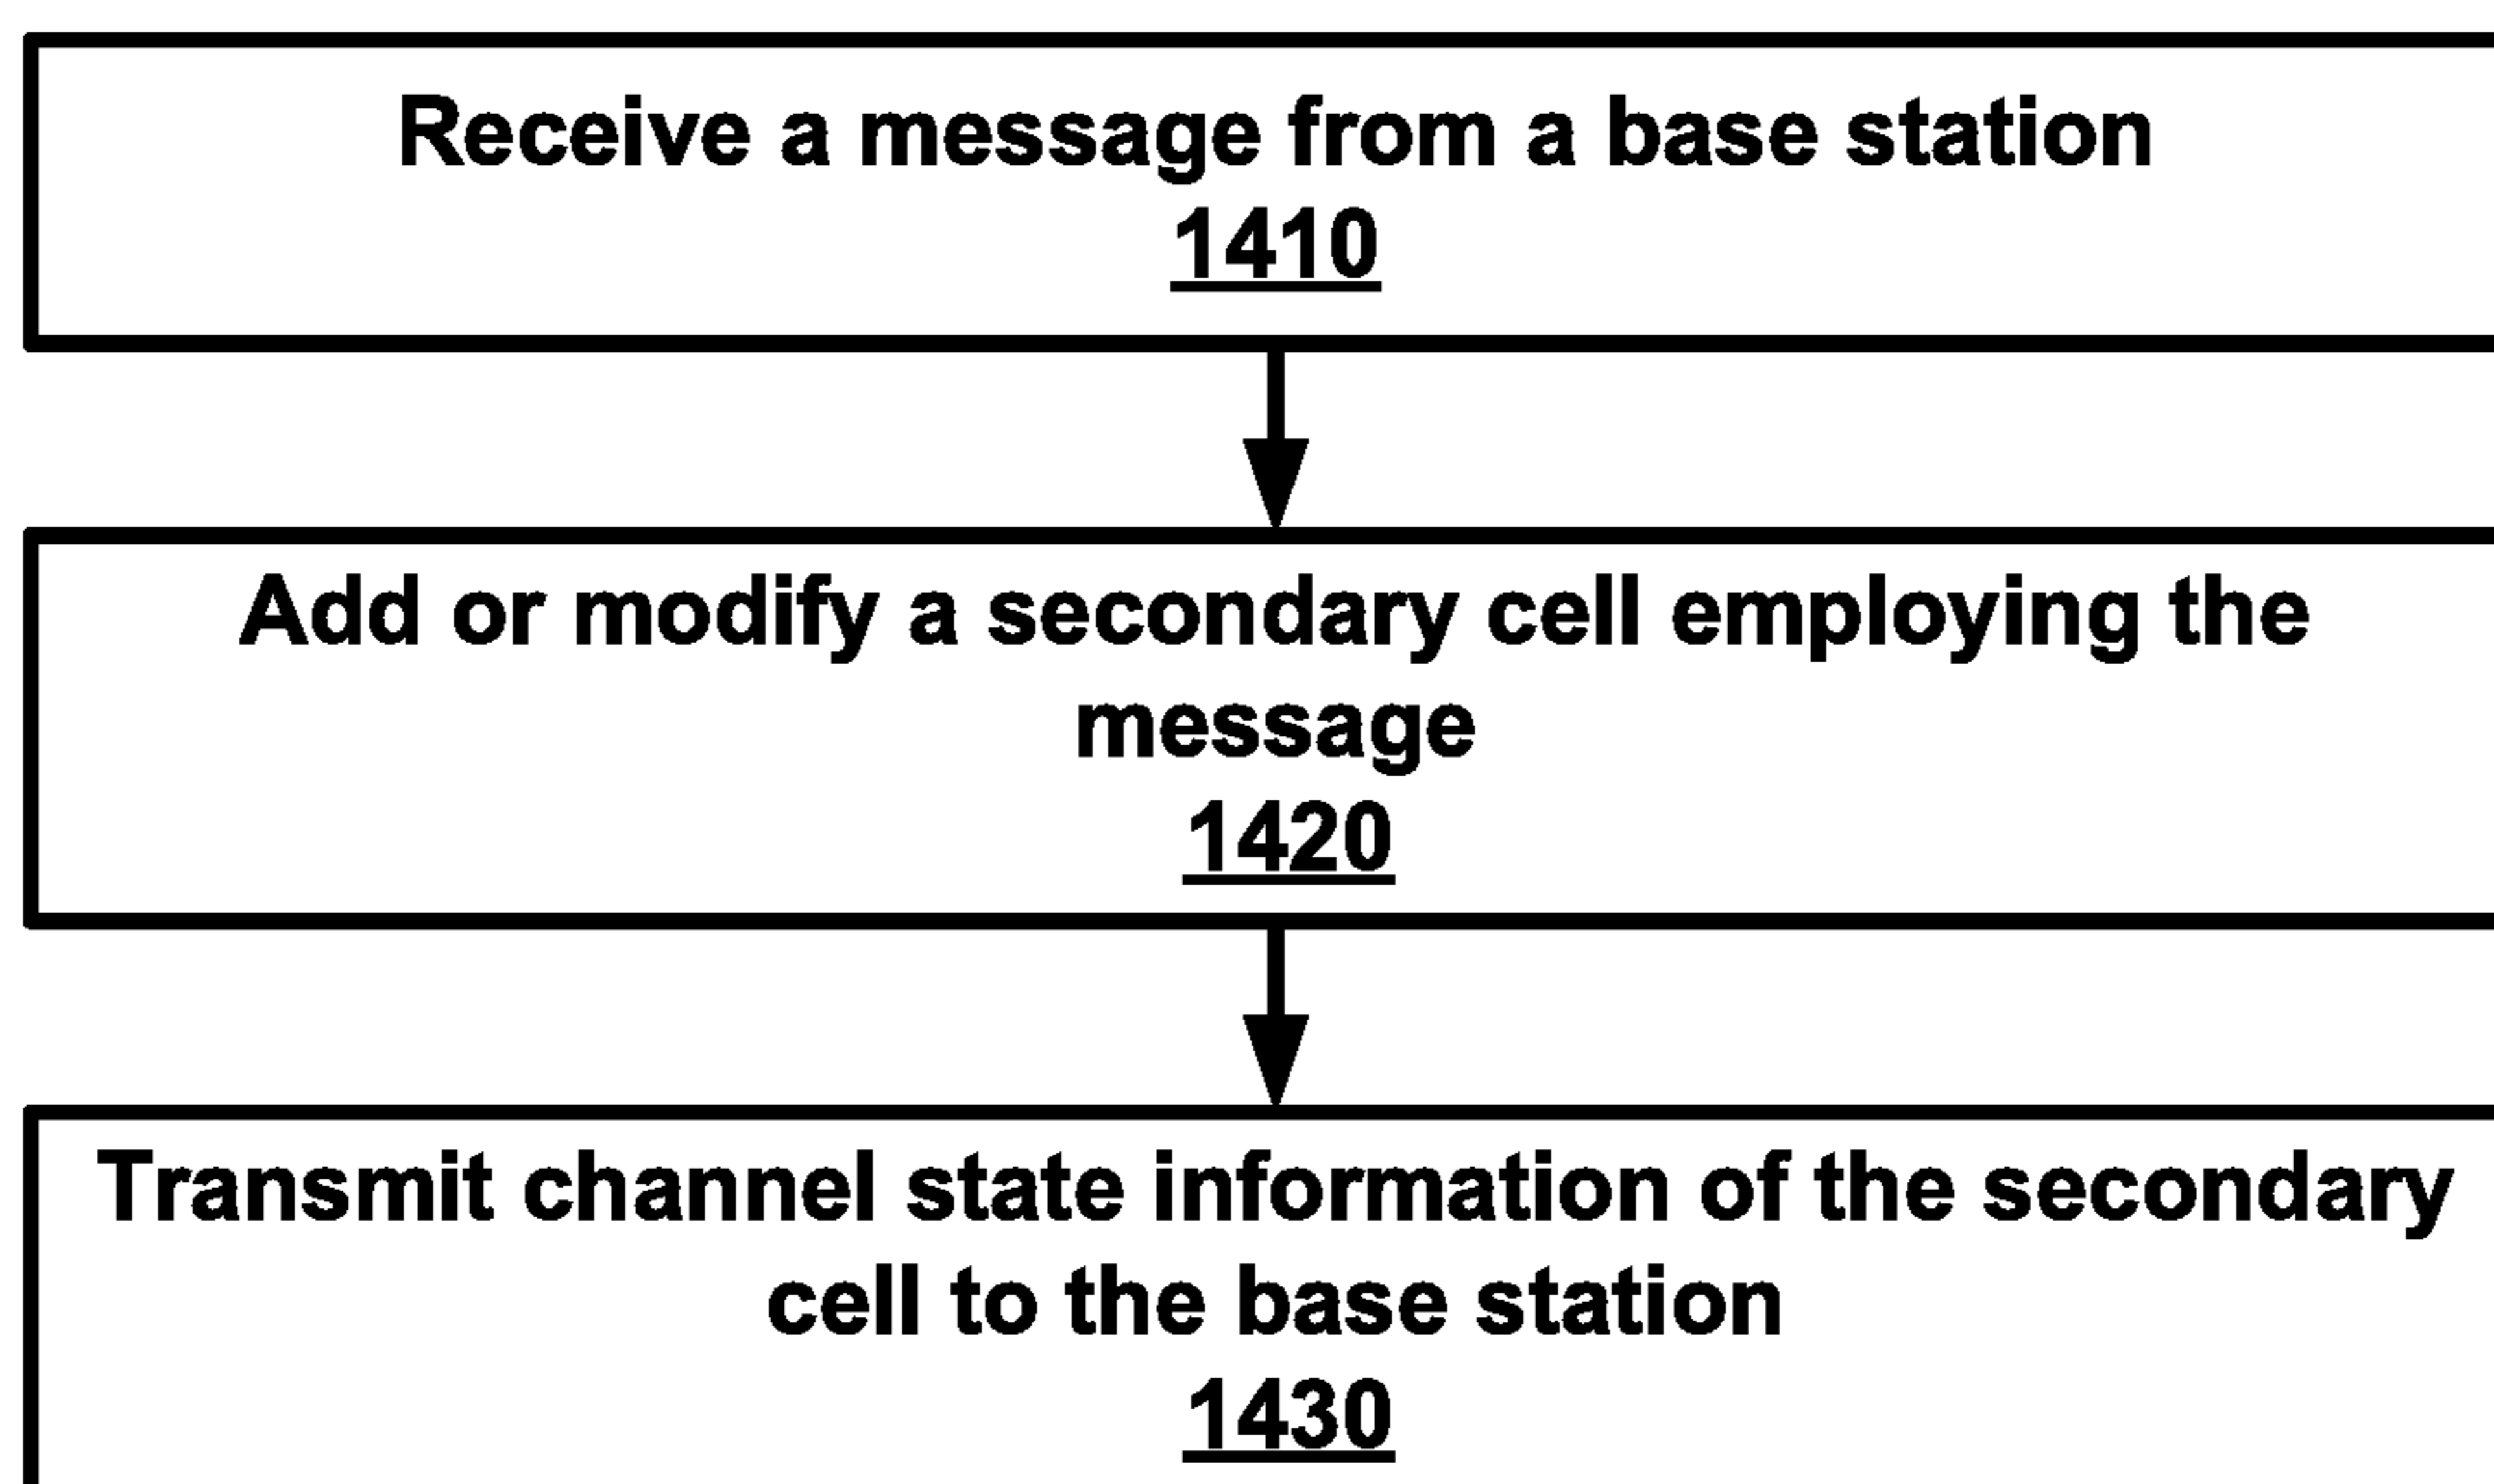 Receive a message from a base station
1410
Add or modify a secondary cell employing the
message
1420
Transmit channel state information of the secondary
cell to the base station
1430